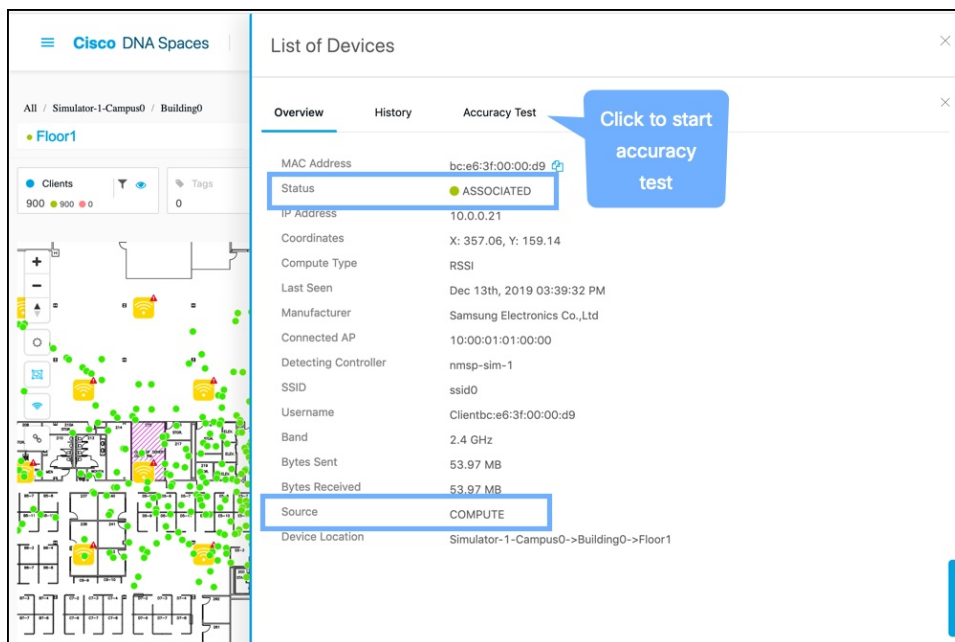 Cisco DNA Spaces
List of Devices
All / Simulator-1-Campus0 / Building0
Floor1
Clients
900 900 0
Tags
0
Overview History Accuracy Test
Click to start
accuracy
test
MAC Address bc:e6:3f:00:00:d9
Status ASSOCIATED
IP Address 10.0.0.21
Coordinates X: 357.06, Y: 159.14
Compute Type RSSI
Last Seen Dec 13th, 2019 03:39:32 PM
Manufacturer Samsung Electronics Co.,Ltd
Connected AP 10:00:01:01:00:00
Detecting Controller nmsp-sim-1
SSID ssid0
Username Clientbc:e6:3f:00:00:d9
Band 2.4 GHz
Bytes Sent 53.97 MB
Bytes Received 53.97 MB
Source COMPUTE
Device Location Simulator-1-Campus0->Building0->Floor1